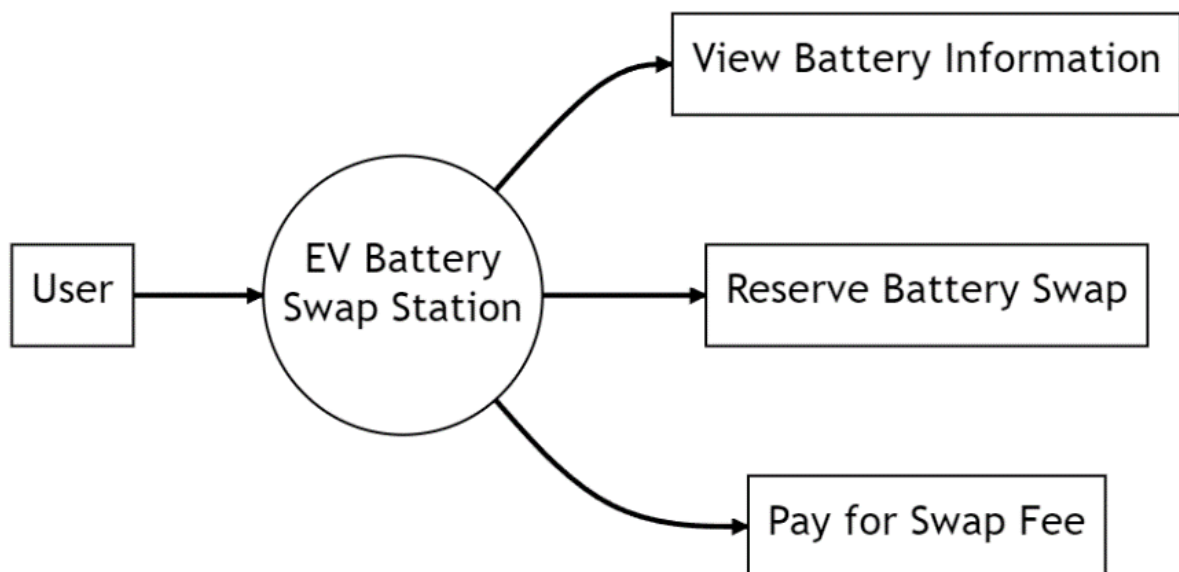 View Battery Information
User
EV Battery
Swap Station
Reserve Battery Swap
Pay for Swap Fee